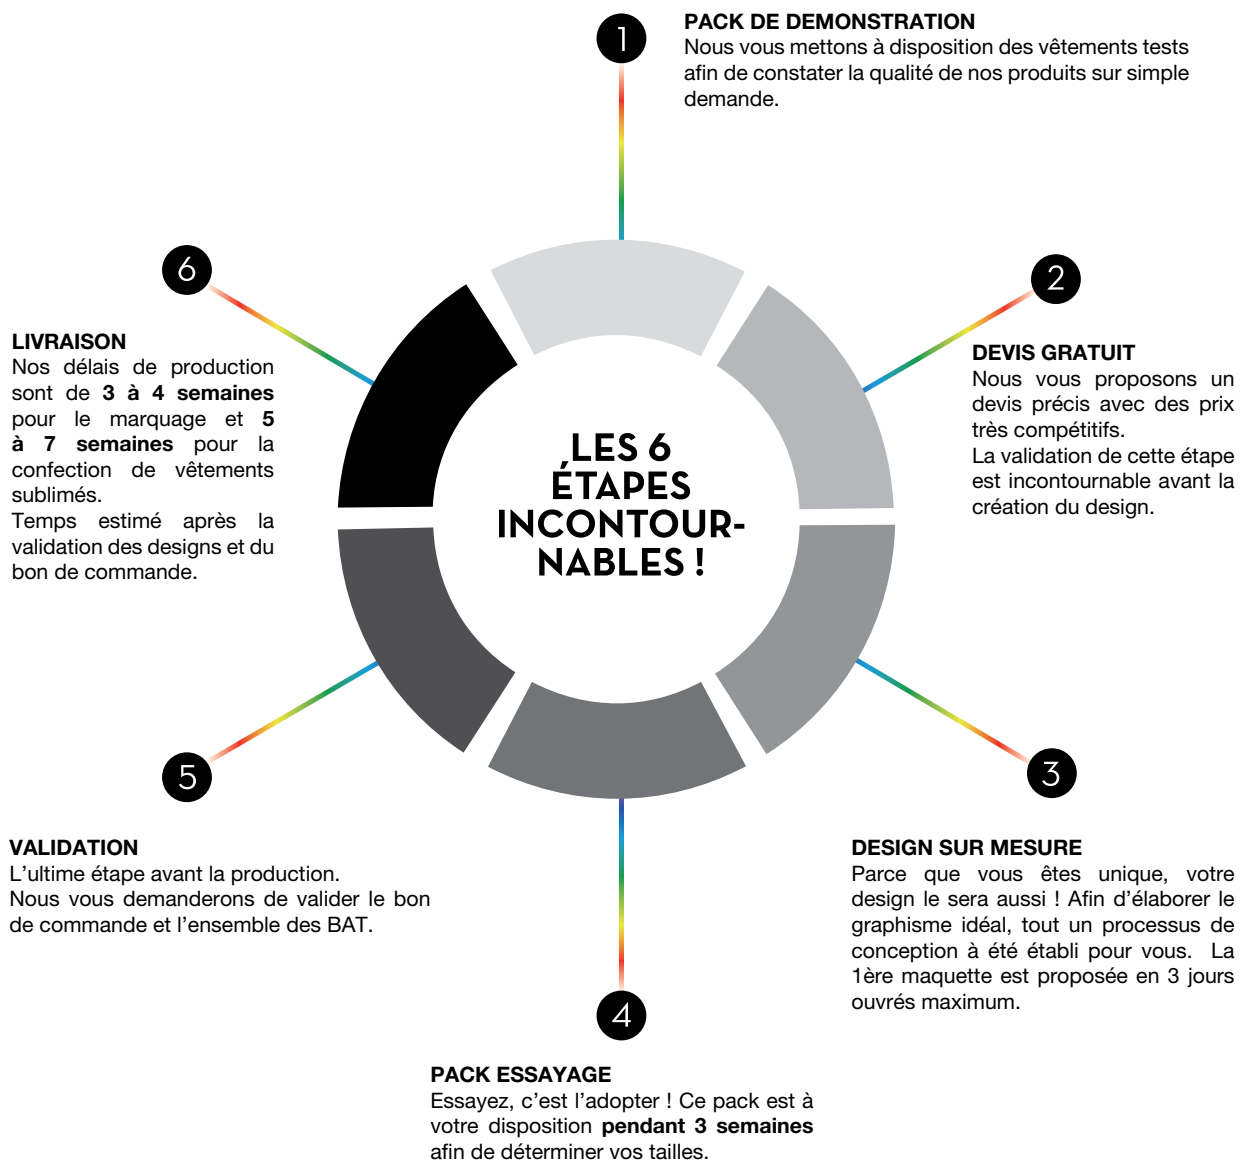 1
PACK DE DEMONSTRATION
Nous vous mettons à disposition des vêtements tests
afin de constater la qualité de nos produits sur simple
demande.
2
DEVIS GRATUIT
Nous vous proposons un
devis précis avec des prix
très compétitifs.
La validation de cette étape
est incontournable avant la
création du design.
3
DESIGN SUR MESURE
Parce que vous êtes unique, votre
design le sera aussi ! Afin d’élaborer le
graphisme idéal, tout un processus de
conception à été établi pour vous. La
1ère maquette est proposée en 3 jours
ouvrés maximum.
4
PACK ESSAYAGE
Essayez, c’est l’adopter ! Ce pack est à
votre disposition pendant 3 semaines
afin de déterminer vos tailles.
5
VALIDATION
L’ultime étape avant la production.
Nous vous demanderons de valider le bon
de commande et l’ensemble des BAT.
6
LIVRAISON
Nos délais de production
sont de 3 à 4 semaines
pour le marquage et 5
à 7 semaines pour la
confection de vêtements
sublimés.
Temps estimé après la
validation des designs et du
bon de commande.
LES 6
ÉTAPES
INCONTOUR-
NABLES !